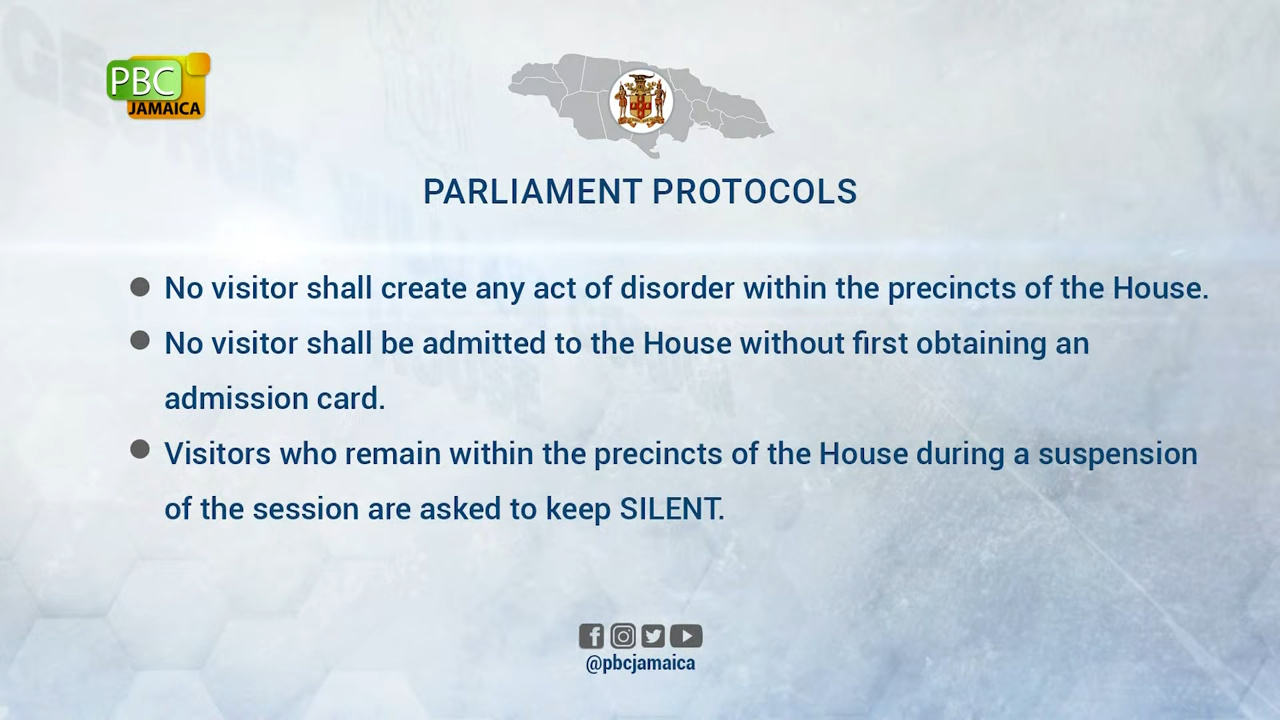 PBC
JAMAICA
PARLIAMENT PROTOCOLS
No visitor shall create any act of disorder within the precincts of the House.
No visitor shall be admitted to the House without first obtaining an
admission card.
Visitors who remain within the precincts of the House during a suspension
of the session are asked to keep SILENT.
@pbcjamaica